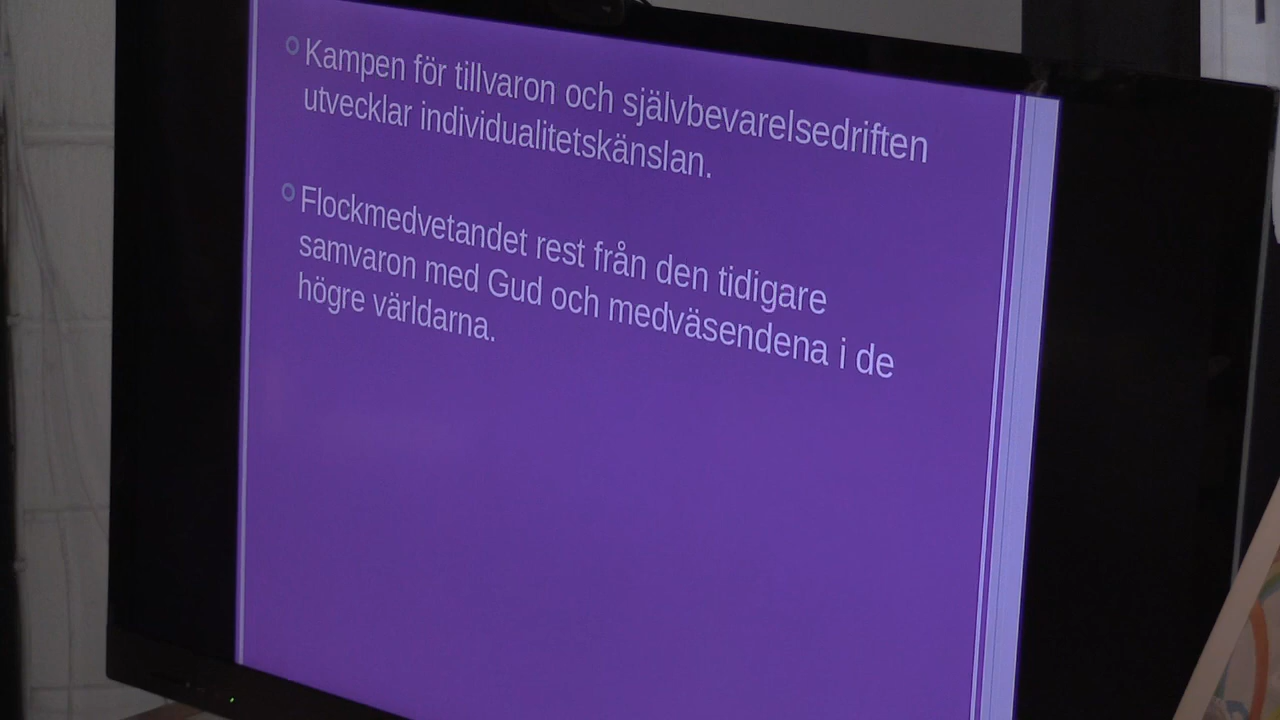 Kampen för tillvaron och självbevarelsedriften
utvecklar individualitetskänslan.
Flockmedvetandet rest från den tidigare
samvaron med Gud och medväsendena i de
högre världarna.